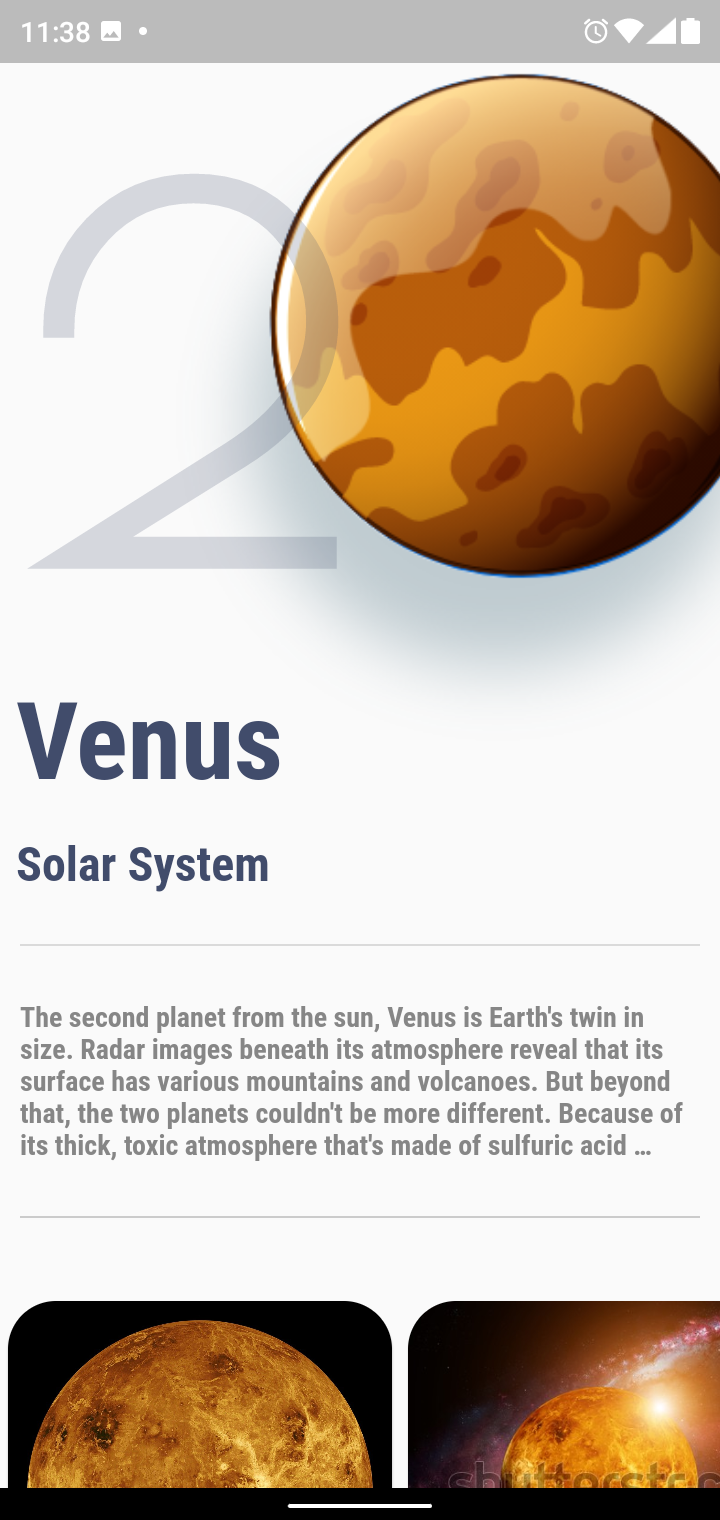 11:38
2
Venus
Solar System
The second planet from the sun, Venus is Earth's twin in
size. Radar images beneath its atmosphere reveal that its
surface has various mountains and volcanoes. But beyond
that, the two planets couldn't be more different. Because of
its thick, toxic atmosphere that's made of sulfuric acid …
shutterstr.c